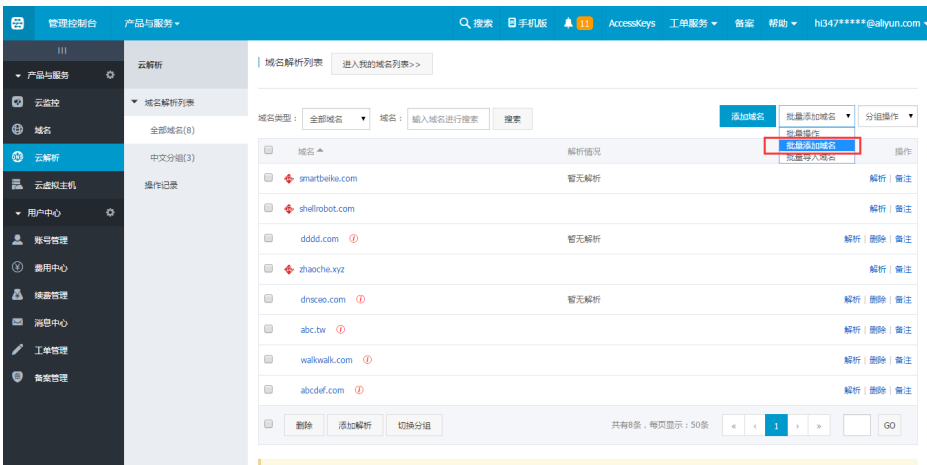 管理控制台 产品与服务 搜索 手机版 11 AccessKeys 工单服务 备案 帮助 hi347*****@aliyun.com
产品与服务
云监控
域名
云解析
云虚拟主机
用户中心
账号管理
费用中心
续费管理
消息中心
工单管理
备案管理
云解析
域名解析列表
全部域名(8)
中文分组(3)
操作记录
域名解析列表 进入我的域名列表>>
域名类型： 全部域名 域名： 输入域名进行搜索 搜索 添加域名 批量添加域名 分组操作
批量操作
批量添加域名
批量导入域名
域名 解析情况 操作
smartbeike.com 暂无解析 解析 | 备注
shellrobot.com 解析 | 备注
dddd.com 暂无解析 解析 | 删除 | 备注
zhaoche.xyz 解析 | 备注
dnsceo.com 暂无解析 解析 | 删除 | 备注
abc.tw 解析 | 删除 | 备注
walkwalk.com 解析 | 删除 | 备注
abcdef.com 解析 | 删除 | 备注
删除 添加解析 切换分组 共有8条，每页显示：50条 « ‹ 1 › » GO